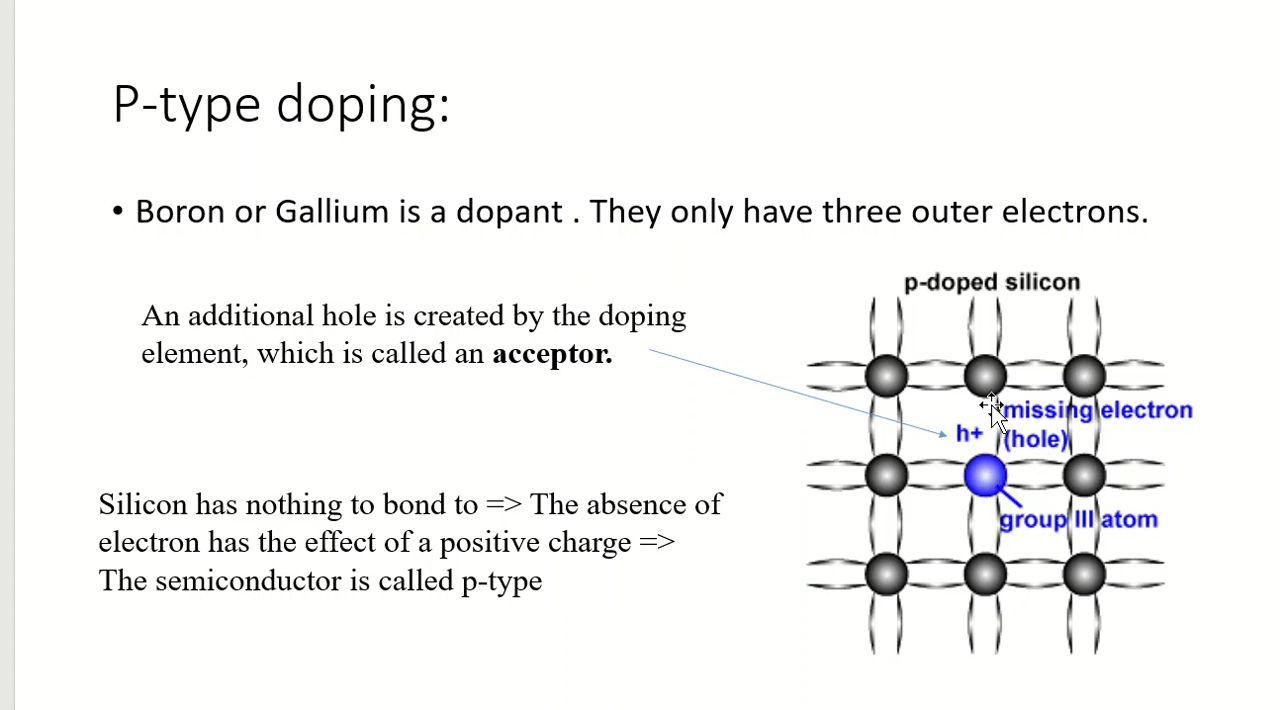 P-type doping:
• Boron or Gallium is a dopant . They only have three outer electrons.
An additional hole is created by the doping
element, which is called an acceptor.
Silicon has nothing to bond to => The absence of
electron has the effect of a positive charge =>
The semiconductor is called p-type
p-doped silicon
missing electron
h+ (hole)
group III atom